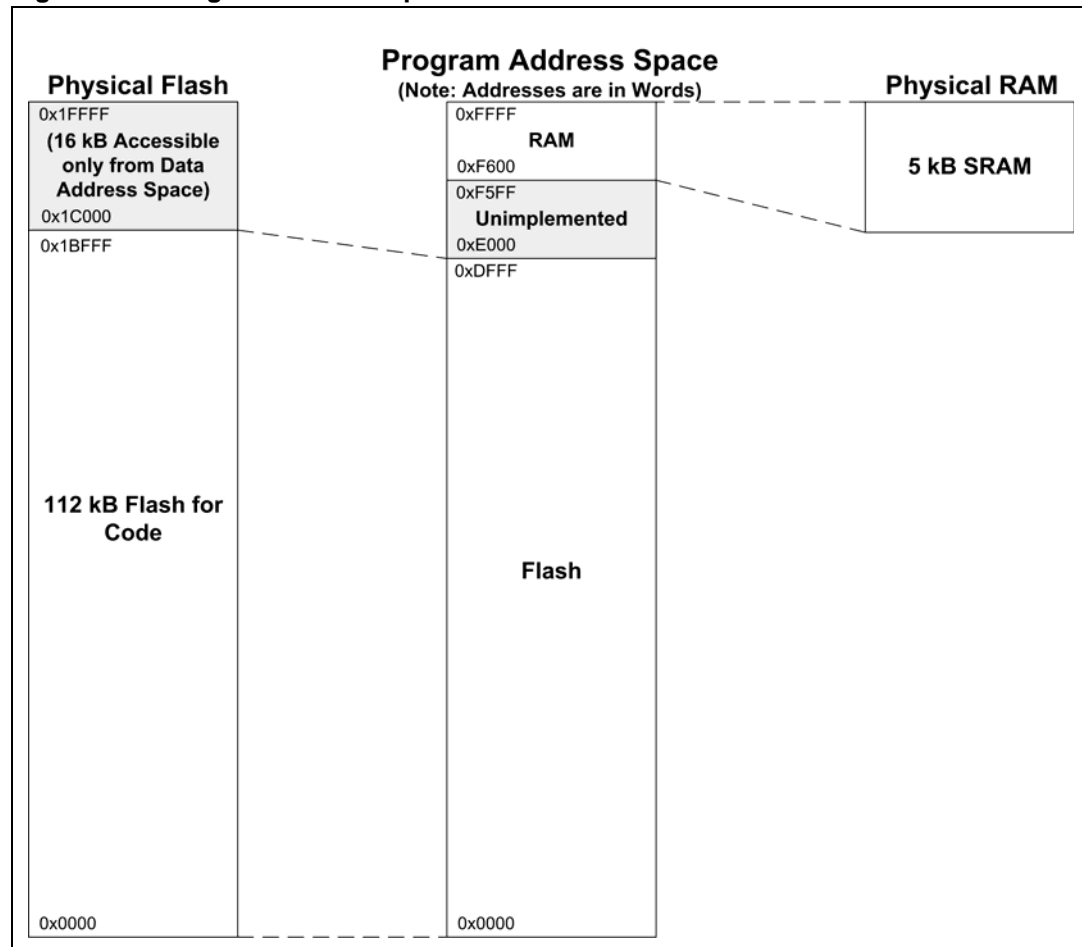 Physical Flash
0x1FFFF
(16 kB Accessible
only from Data
Address Space)
0x1C000
0x1BFFF
112 kB Flash for
Code
0x0000
Program Address Space
(Note: Addresses are in Words)
0xFFFF
RAM
0xF600
0xF5FF
Unimplemented
0xE000
0xDFFF
Flash
0x0000
Physical RAM
5 kB SRAM